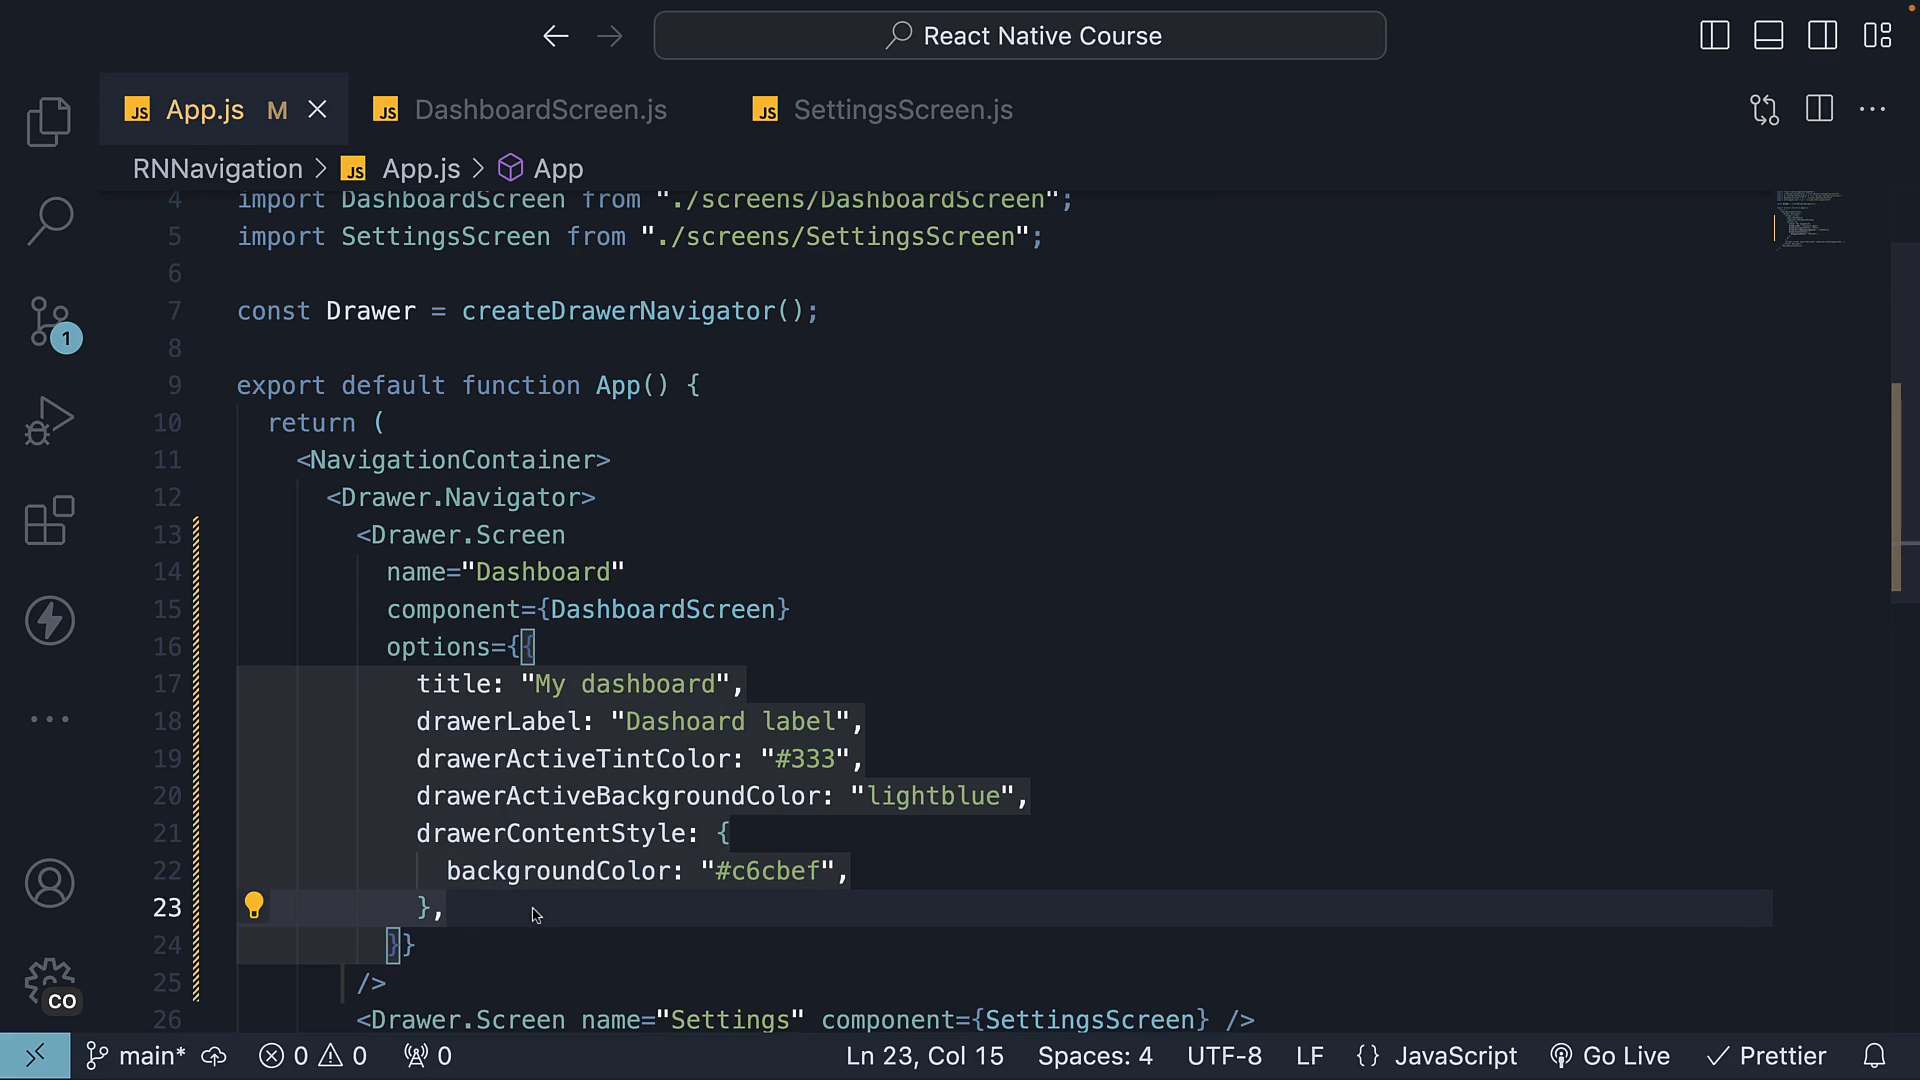 React Native Course
JS App.js M JS DashboardScreen.js JS SettingsScreen.js
RNNavigation > JS App.js > App
4 import DashboardScreen from "./screens/DashboardScreen";
5 import SettingsScreen from "./screens/SettingsScreen";
6
7 const Drawer = createDrawerNavigator();
8
9 export default function App() {
10 return (
11 <NavigationContainer>
12 <Drawer.Navigator>
13 <Drawer.Screen
14 name="Dashboard"
15 component={DashboardScreen}
16 options={{
17 title: "My dashboard",
18 drawerLabel: "Dashoard label",
19 drawerActiveTintColor: "#333",
20 drawerActiveBackgroundColor: "lightblue",
21 drawerContentStyle: {
22 backgroundColor: "#c6cbef",
23 },
24 }}
25 />
26 <Drawer.Screen name="Settings" component={SettingsScreen} />
1
CO
main* 0 0 0 Ln 23, Col 15 Spaces: 4 UTF-8 LF {} JavaScript Go Live Prettier